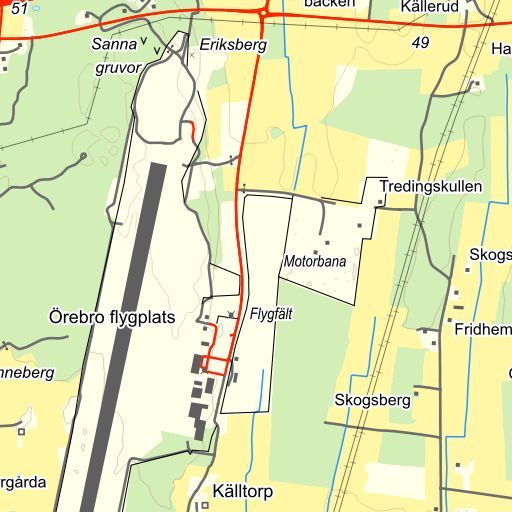 51
backen
Källerud
Sanna
gruvor
Eriksberg
49
Ha
Tredingskullen
Motorbana
Skogs
Örebro flygplats
Flygfält
Fridhem
nneberg
Skogsberg
rgårda
Källtorp